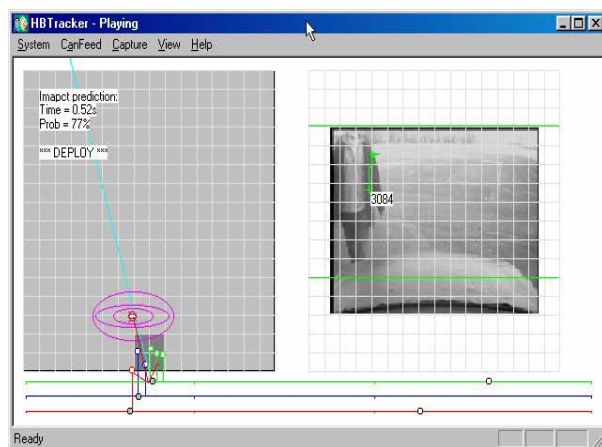 HBTracker - Playing
System CanFeed Capture View Help
Imapct prediction:
Time = 0.52s
Prob = 77%
*** DEPLOY ***
3084
Ready